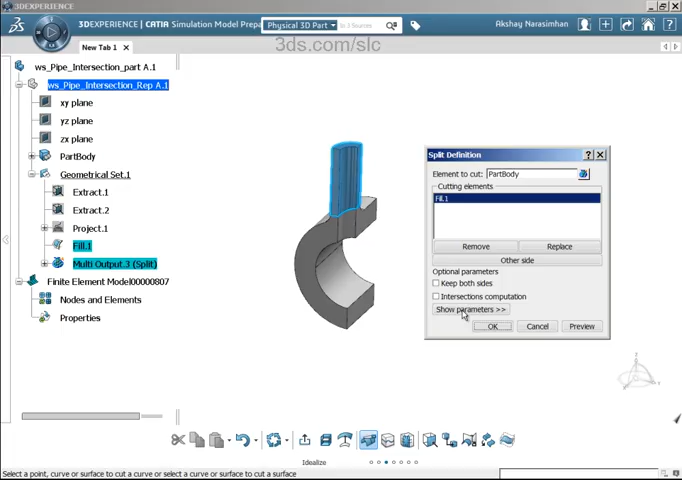 3DEXPERIENCE
3DEXPERIENCE | CATIA Simulation Model Prepa
Physical 3D Part
In 3 Sources
Akshay Narasimhan
New Tab 1
3ds.com/slc
ws_Pipe_Intersection_part A.1
ws_Pipe_Intersection_Rep A.1
xy plane
yz plane
zx plane
PartBody
Geometrical Set.1
Extract.1
Extract.2
Project.1
Fill.1
Multi Output.3 (Split)
Finite Element Model00000807
Nodes and Elements
Properties
Split Definition
Element to cut: PartBody
Cutting elements
Fill.1
Remove
Replace
Other side
Optional parameters
Keep both sides
Intersections computation
Show parameters >>
OK
Cancel
Preview
Idealize
Select a point, curve or surface to cut a curve or select a curve or surface to cut a surface